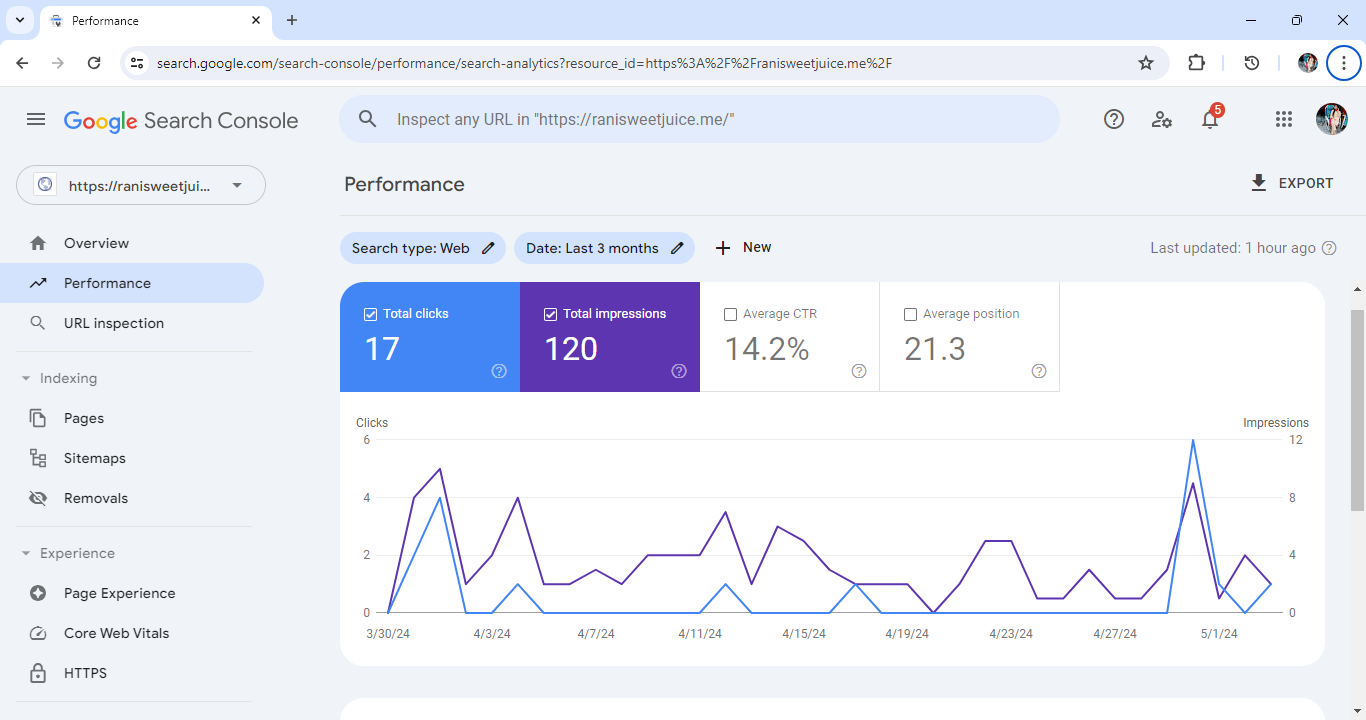 Performance
search.google.com/search-console/performance/search-analytics?resource_id=https%3A%2F%2Franisweetjuice.me%2F
Google Search Console
Inspect any URL in "https://ranisweetjuice.me/"
5
https://ranisweetjui...
Performance
EXPORT
Overview
Performance
URL inspection
Indexing
Pages
Sitemaps
Removals
Experience
Page Experience
Core Web Vitals
HTTPS
Search type: Web
Date: Last 3 months
New
Last updated: 1 hour ago
Total clicks
17
Total impressions
120
Average CTR
14.2%
Average position
21.3
Clicks
Impressions
6
12
4
8
2
4
0
0
3/30/24
4/3/24
4/7/24
4/11/24
4/15/24
4/19/24
4/23/24
4/27/24
5/1/24